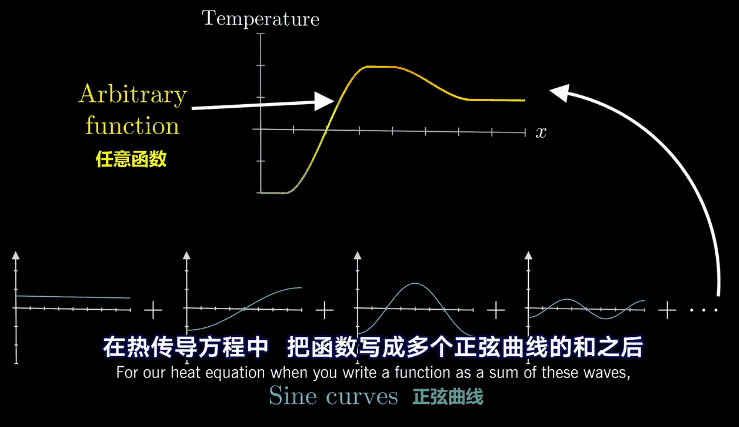 Temperature
Arbitrary
function
任意函数
x
+
+
+
+ ···
在热传导方程中 把函数写成多个正弦曲线的和之后
For our heat equation when you write a function as a sum of these waves,
Sine curves 正弦曲线